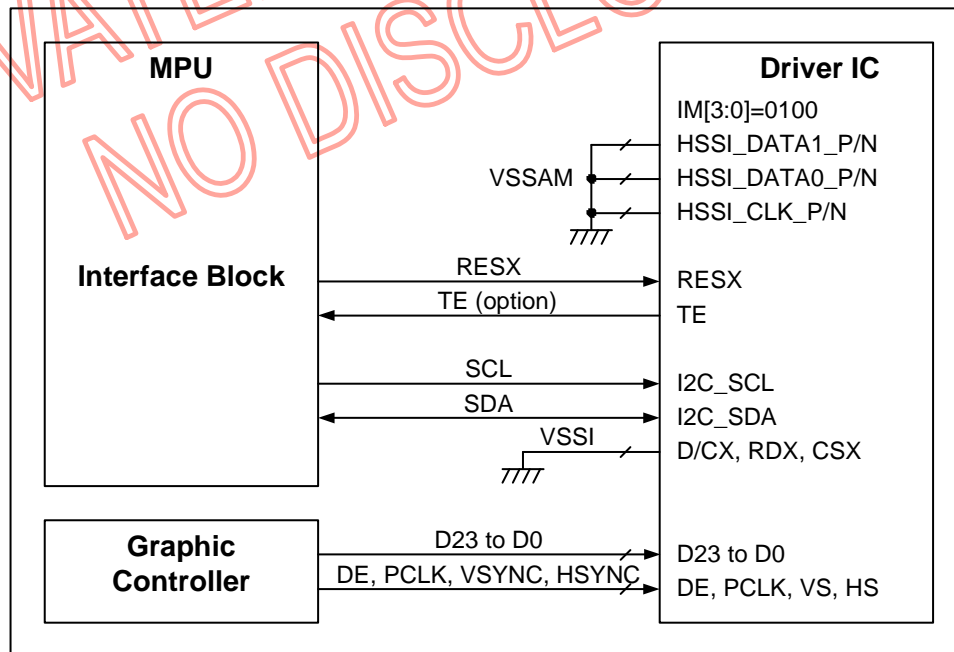 VATE
NO DISCLO
MPU
Interface Block
Driver IC
IM[3:0]=0100
HSSI_DATA1_P/N
VSSAM
HSSI_DATA0_P/N
HSSI_CLK_P/N
RESX
RESX
TE (option)
TE
SCL
I2C_SCL
SDA
I2C_SDA
VSSI
D/CX, RDX, CSX
Graphic
Controller
D23 to D0
D23 to D0
DE, PCLK, VSYNC, HSYNC
DE, PCLK, VS, HS